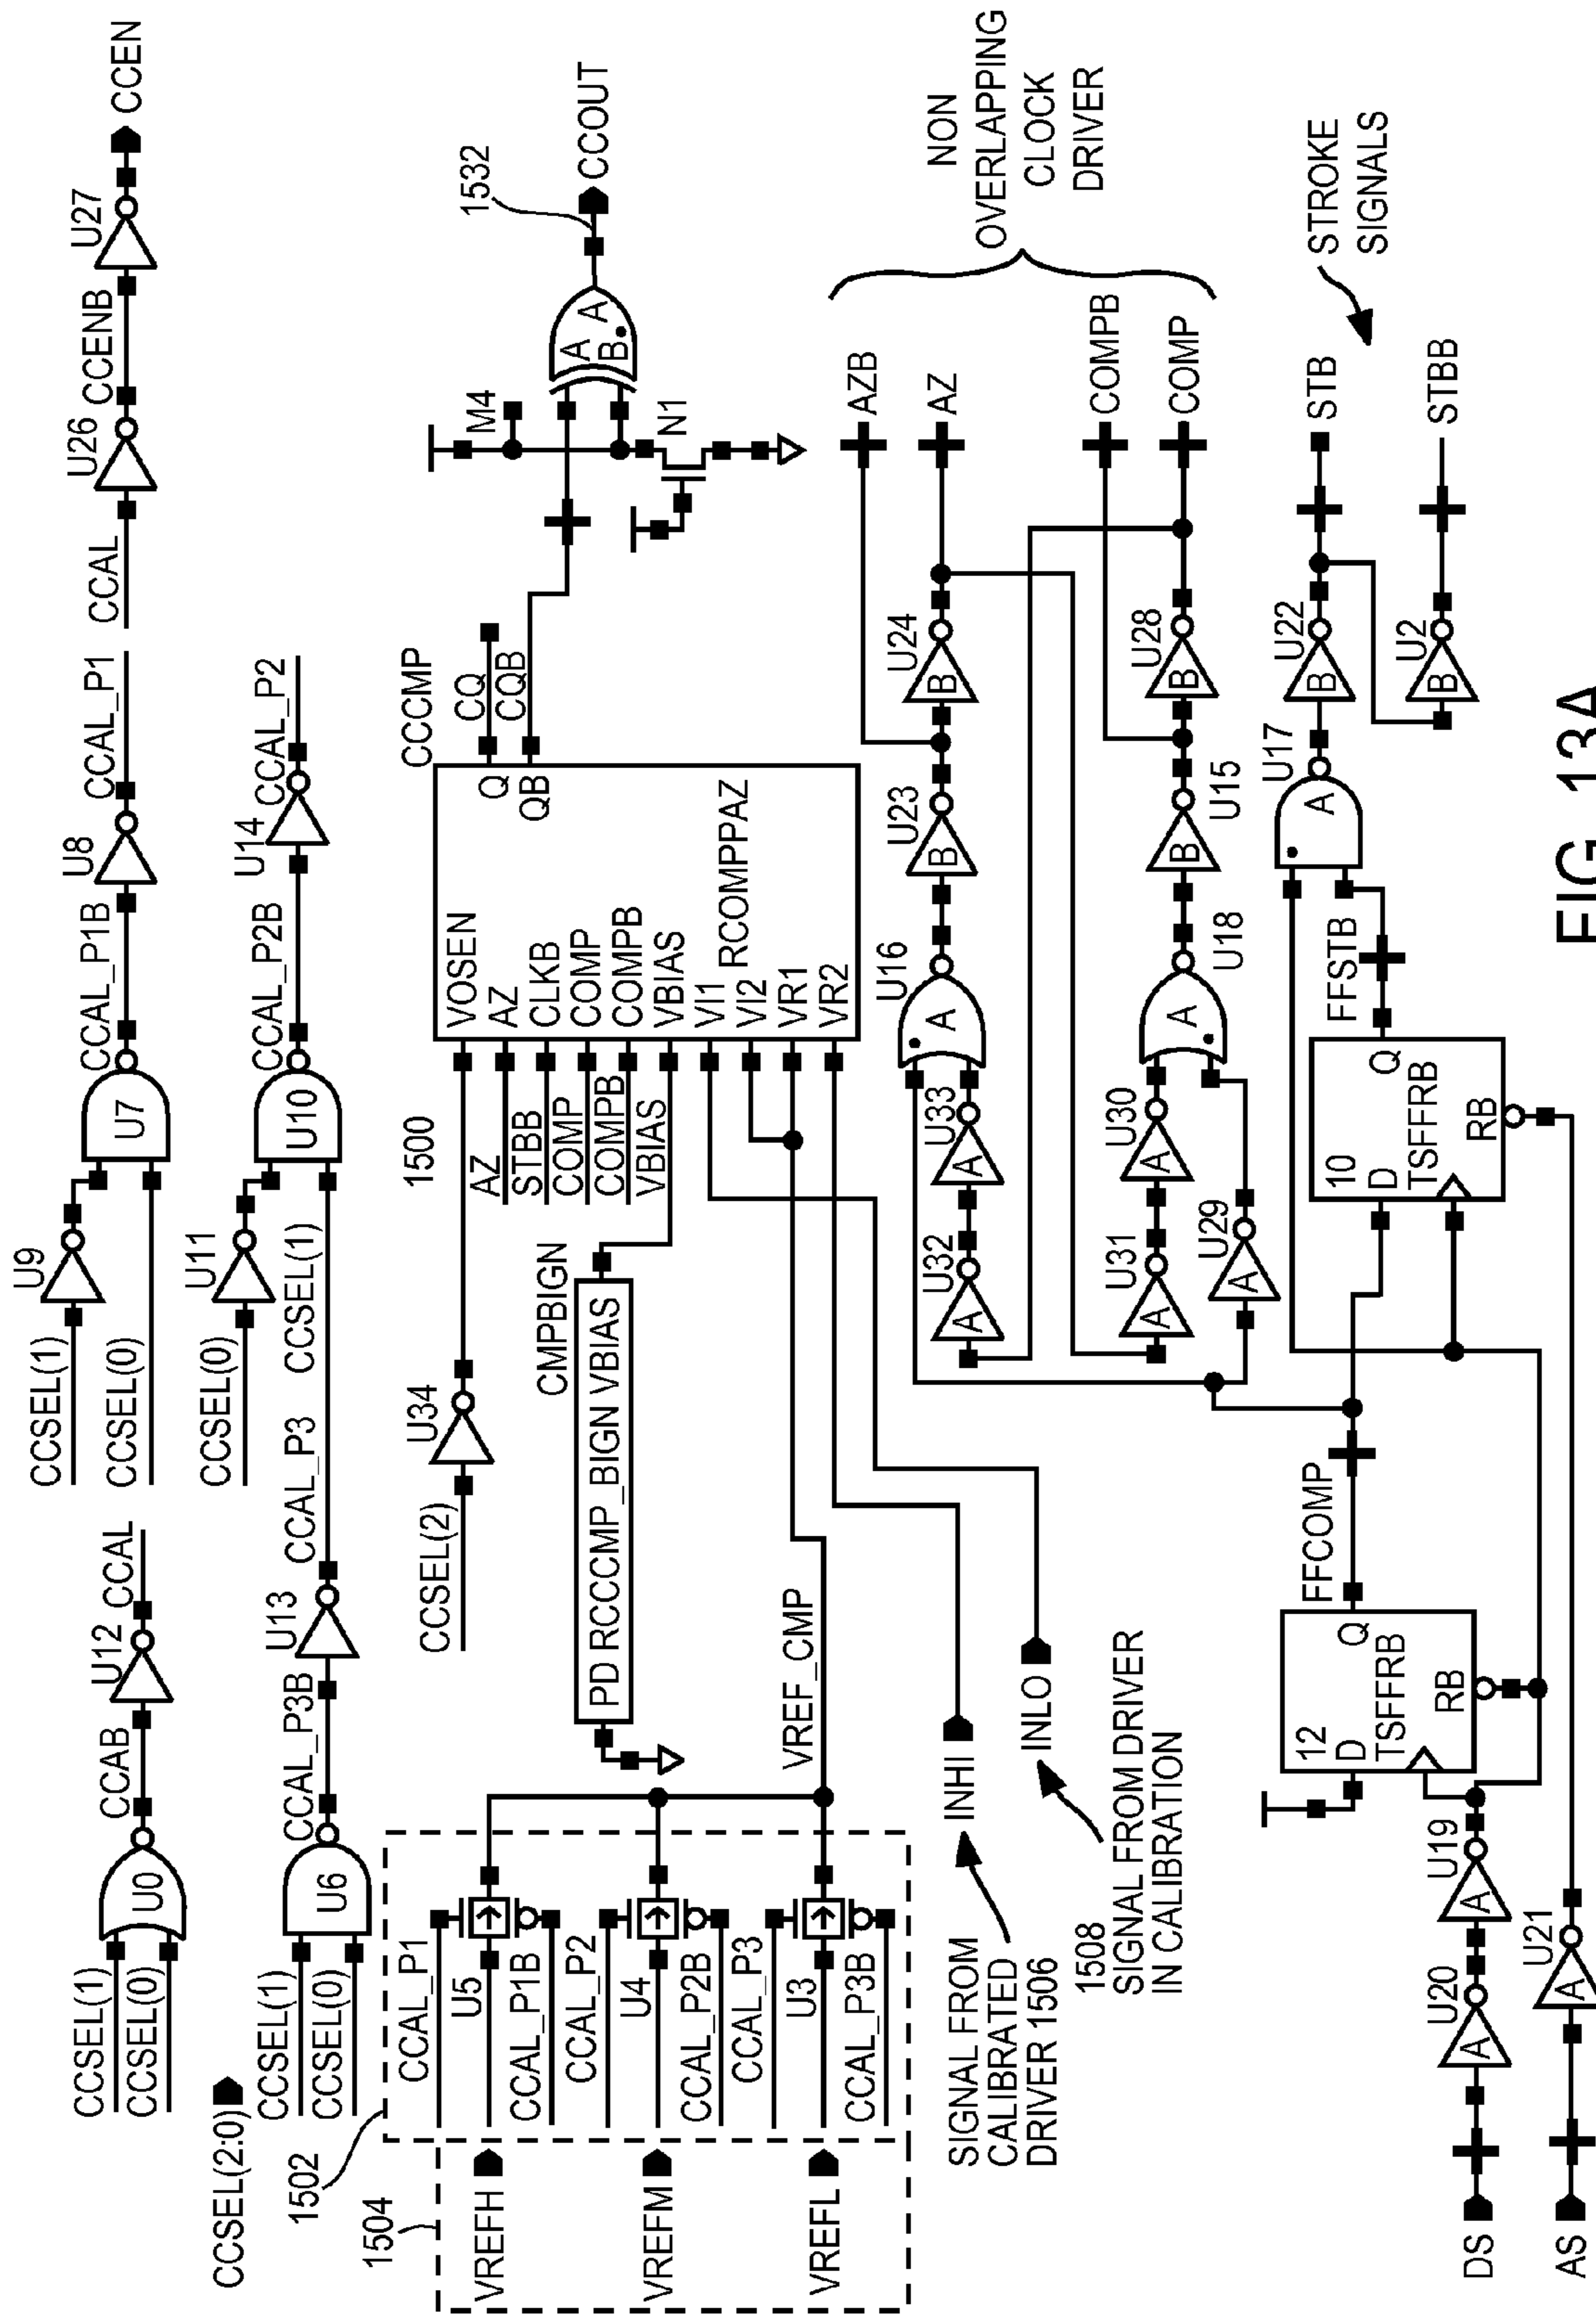 CCSEL(1)
CCSEL(0)
U0
CCAB
U12
CCAL
CCSEL(1)
CCSEL(0)
U9
U7
CCAL_P1B
U8
CCAL_P1
CCAL
U26
CCENB
U27
CCEN
CCSEL(2:0)
CCSEL(1)
CCSEL(0)
U6
CCAL_P3B
U13
CCAL_P3
CCSEL(1)
CCSEL(0)
U11
U10
CCAL_P2B
U14
CCAL_P2
1502
1504
CCAL_P1
VREFH
U5
CCAL_P1B
CCAL_P2
VREFM
U4
CCAL_P2B
CCAL_P3
VREFL
U3
CCAL_P3B
VREF_CMP
CCSEL(2)
U34
CMPBIGN
PD RCCCMP_BIGN VBIAS
1500
AZ
STBB
COMP
COMPB
VBIAS
CCCMP
VOSEN
AZ
CLKB
COMP
COMPB
VBIAS
VI1
VI2
VR1
VR2
RCOMPPAZ
Q
QB
CQ
CQB
M4
N1
A
B
A
1532
CCOUT
SIGNAL FROM
CALIBRATED
DRIVER 1506
INHI
1508
SIGNAL FROM DRIVER
IN CALIBRATION
INLO
U32
A
U33
A
U16
A
U23
B
U24
B
AZB
AZ
U31
A
U30
A
U29
A
U18
A
U15
B
U28
B
COMPB
COMP
NON
OVERLAPPING
CLOCK
DRIVER
DS
U20
A
U19
A
12
D
TSFFRB
Q
RB
FFCOMP
10
D
TSFFRB
Q
RB
FFSTB
U17
A
U22
B
STB
U2
B
STBB
STROKE
SIGNALS
AS
U21
A